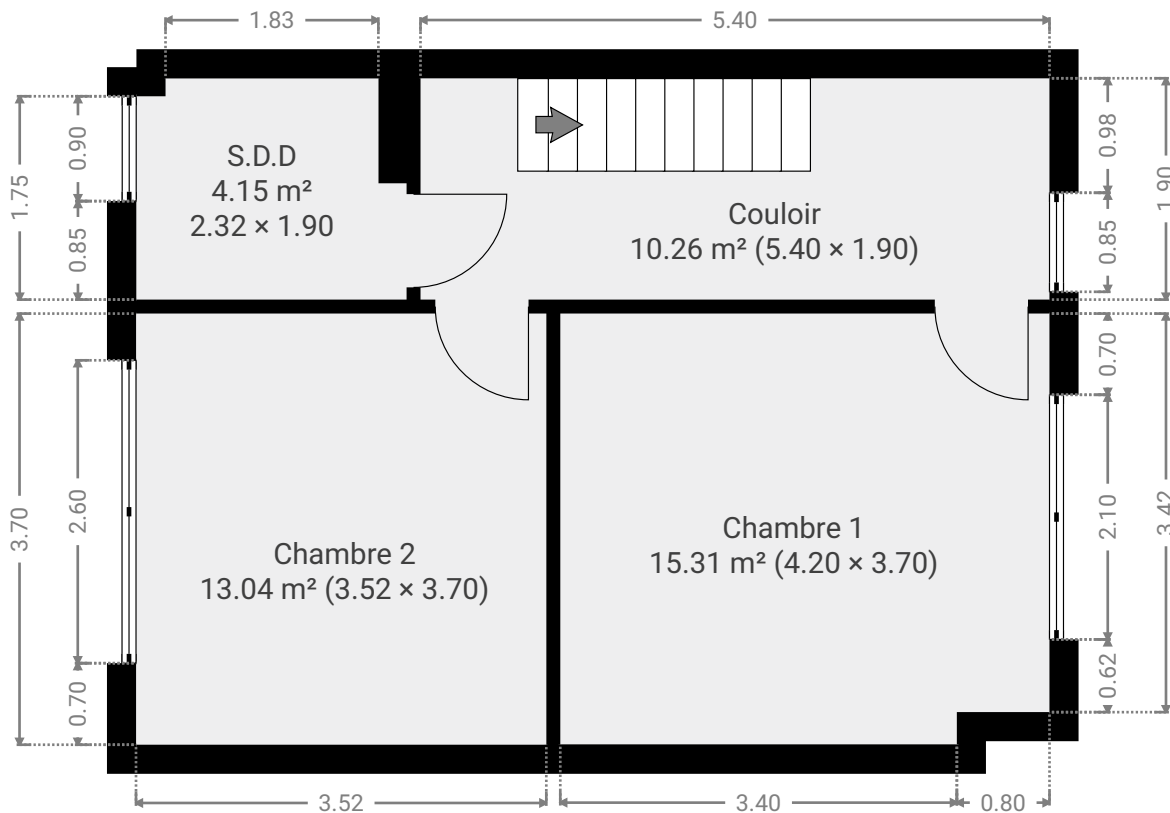 1.83
5.40
S.D.D
4.15 m²
2.32 × 1.90
Couloir
10.26 m² (5.40 × 1.90)
1.75
0.90
0.85
0.98
0.85
1.90
Chambre 2
13.04 m² (3.52 × 3.70)
Chambre 1
15.31 m² (4.20 × 3.70)
3.70
2.60
0.70
0.70
2.10
0.62
3.42
3.52
3.40
0.80